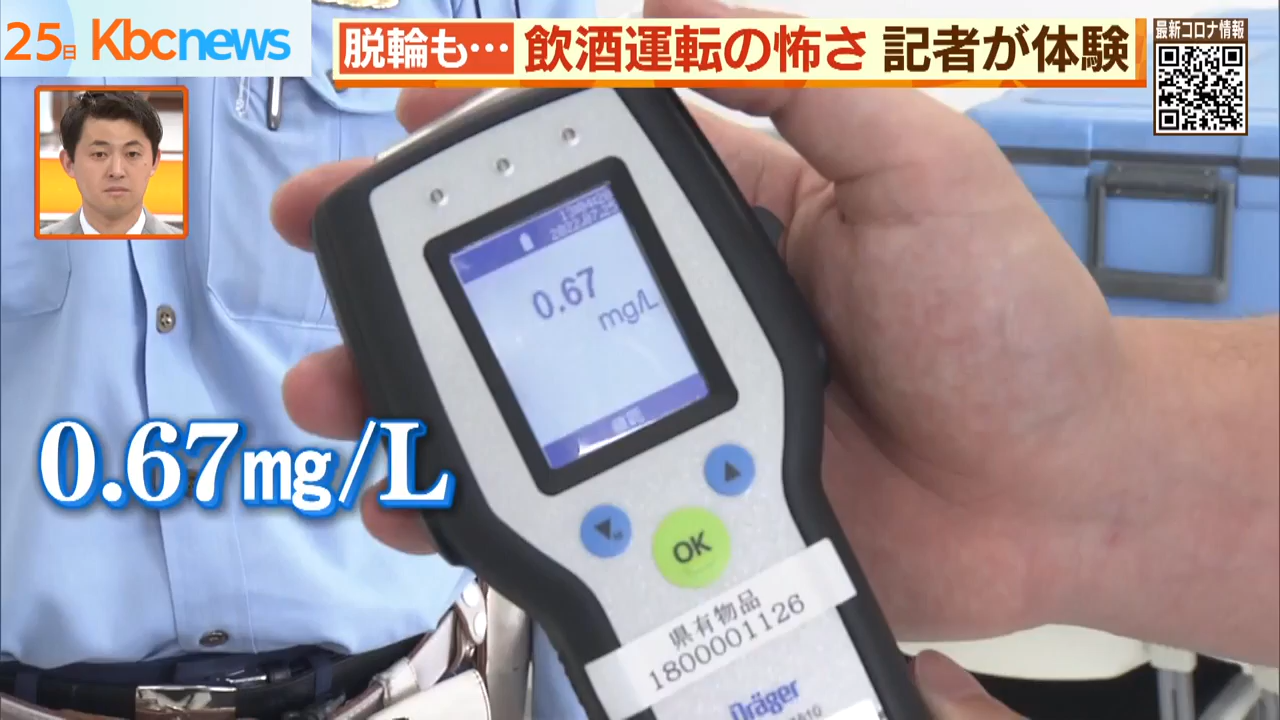 25日 Kbcnews
脱輪も… 飲酒運転の怖さ 記者が体験
最新コロナ情報
0.67
mg/L
0.67mg/L
OK
県有物品
1800001126
Dräger